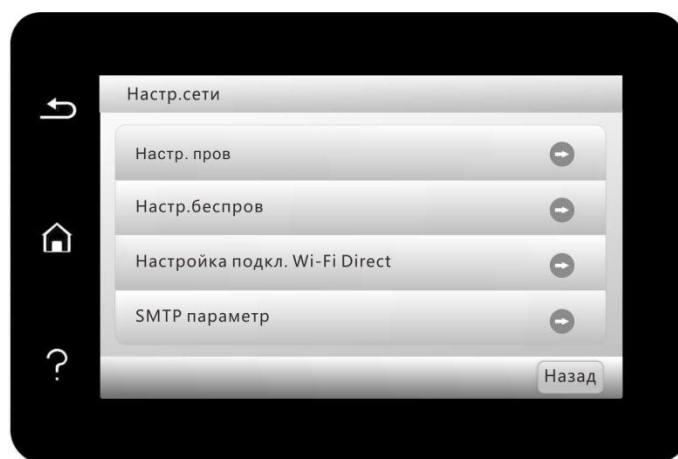 Настр.сети
Настр. пров
Настр.беспров
Настройка подкл. Wi-Fi Direct
SMTP параметр
Назад